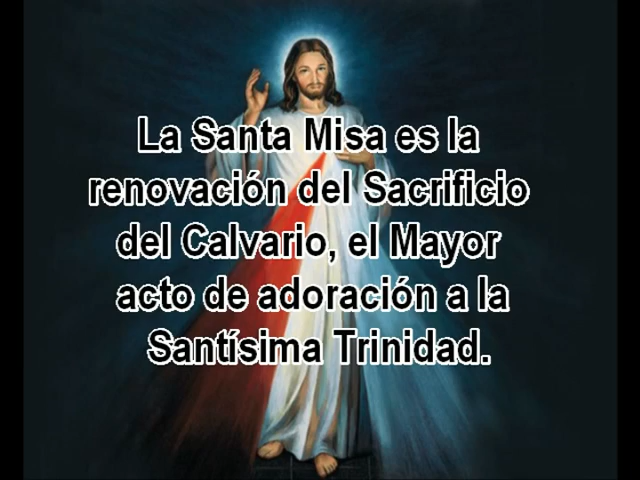 La Santa Misa es la
renovación del Sacrificio
del Calvario, el Mayor
acto de adoración a la
Santísima Trinidad.